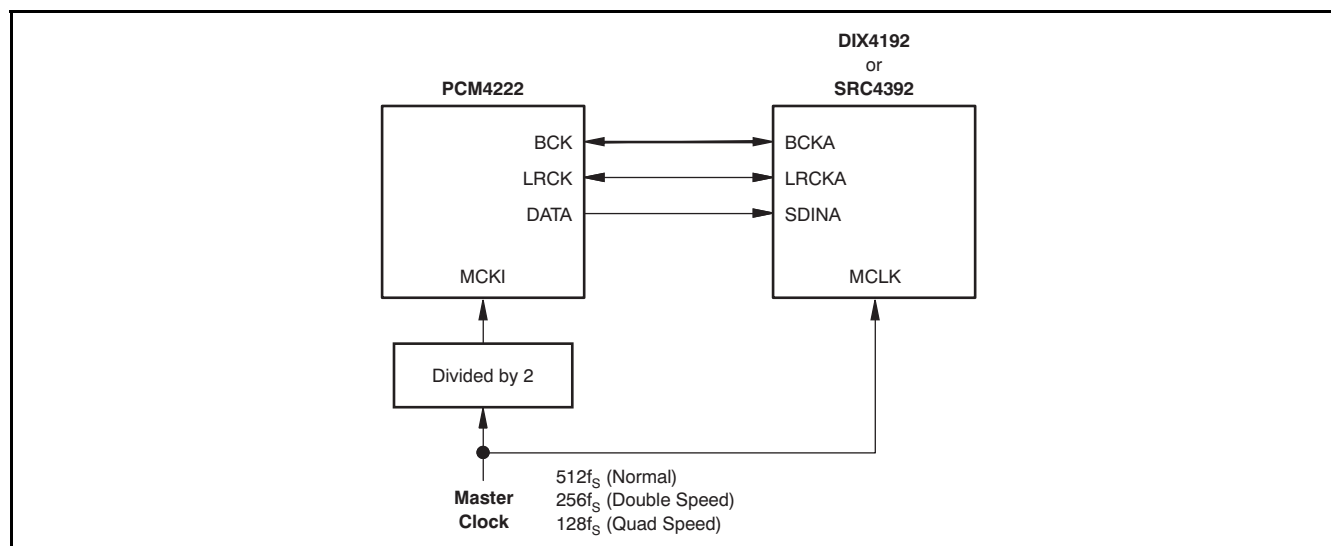 DIX4192
or
SRC4392
PCM4222
BCK
BCKA
LRCK
LRCKA
DATA
SDINA
MCKI
MCLK
Divided by 2
Master
Clock
512fS (Normal)
256fS (Double Speed)
128fS (Quad Speed)